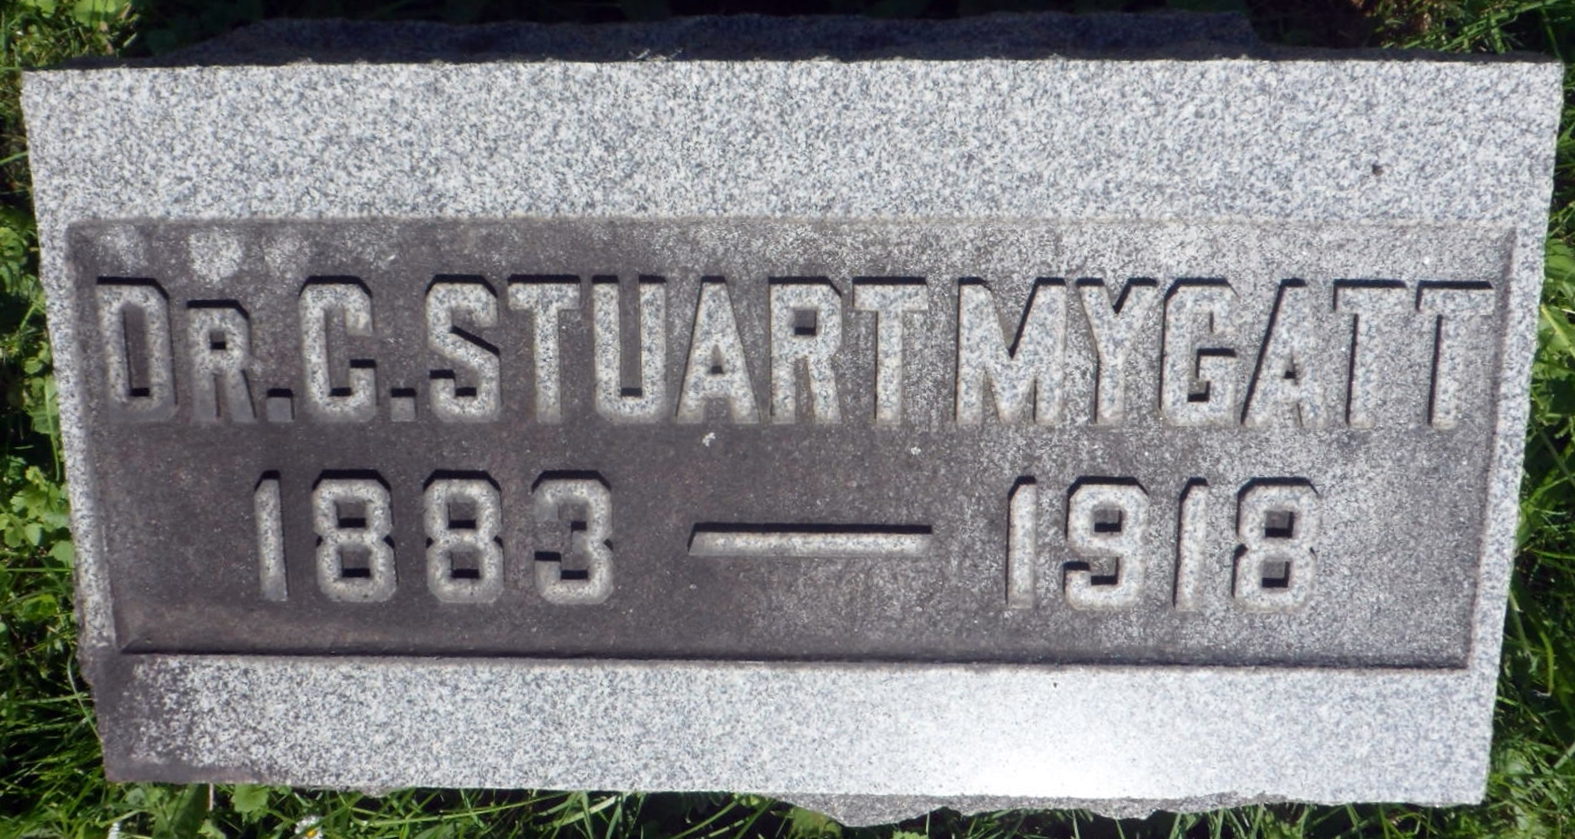 DR. C. STUART MYGATT
1883 — 1918